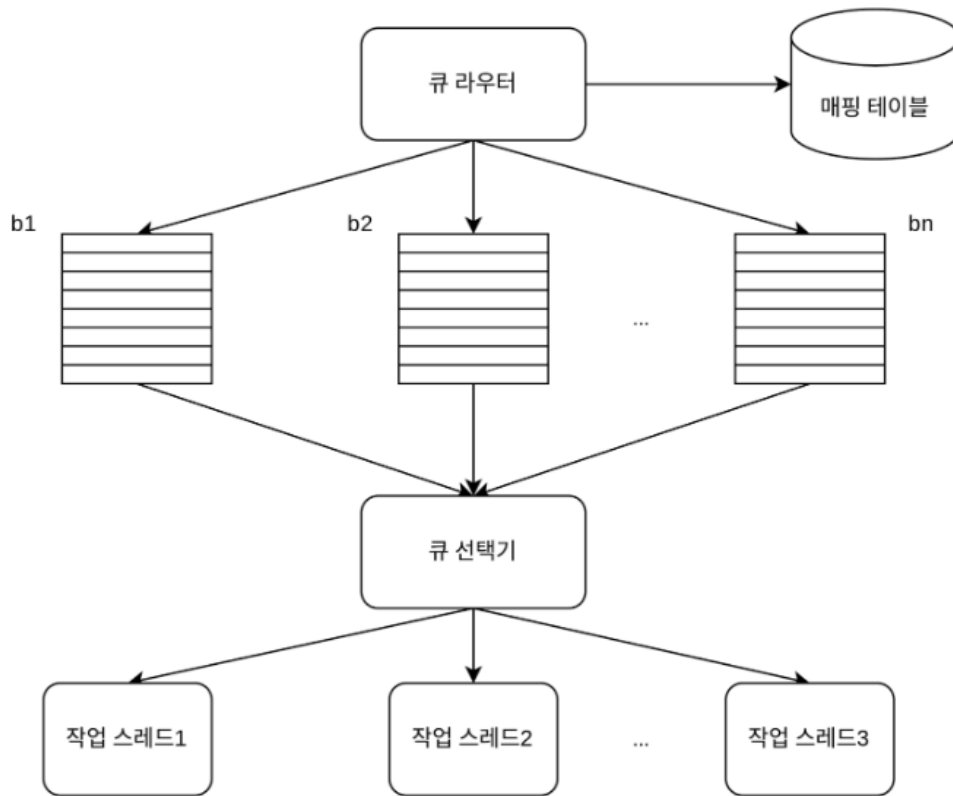 큐 라우터
매핑 테이블
b1
b2
bn
...
큐 선택기
작업 스레드1
작업 스레드2
...
작업 스레드3